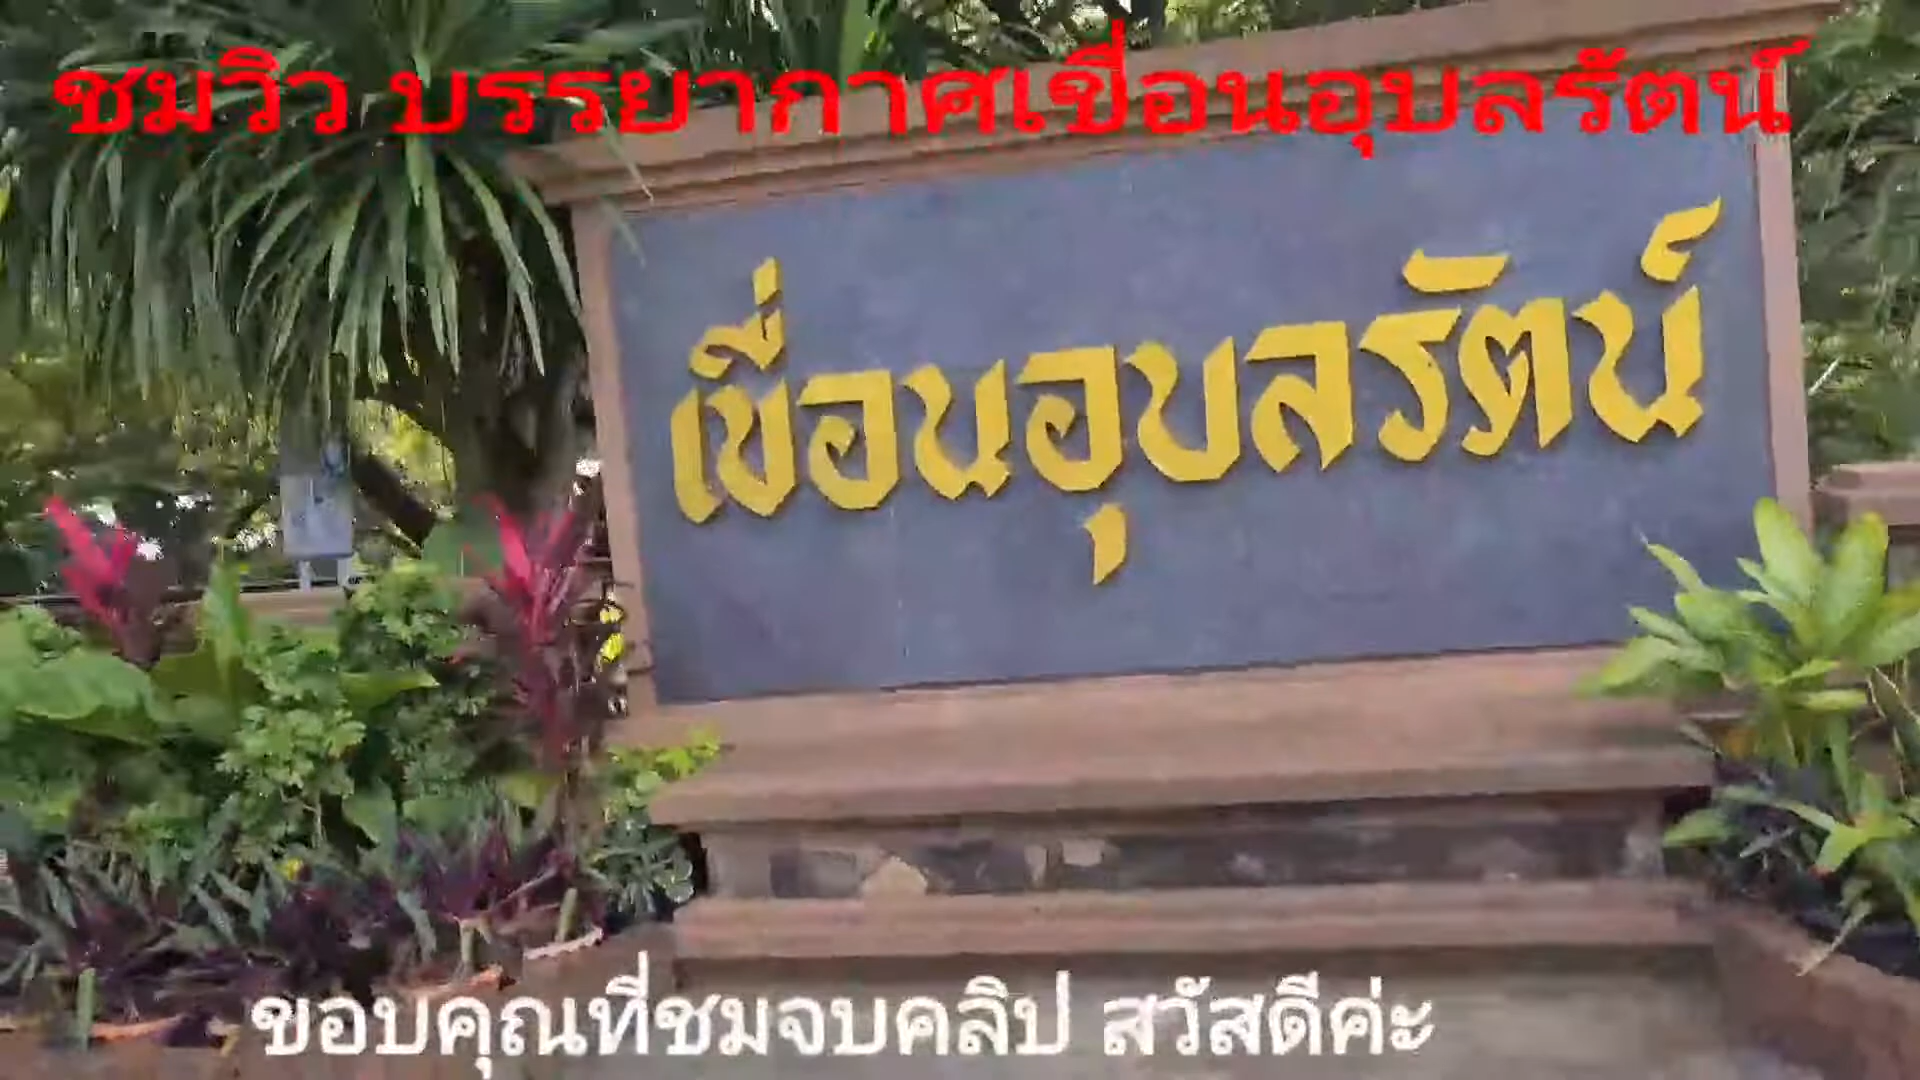 ชมวิว บรรยากาศเขื่อนอุบลรัตน์
เขื่อนอุบลรัตน์
ขอบคุณที่ชมจบคลิป สวัสดีค่ะ